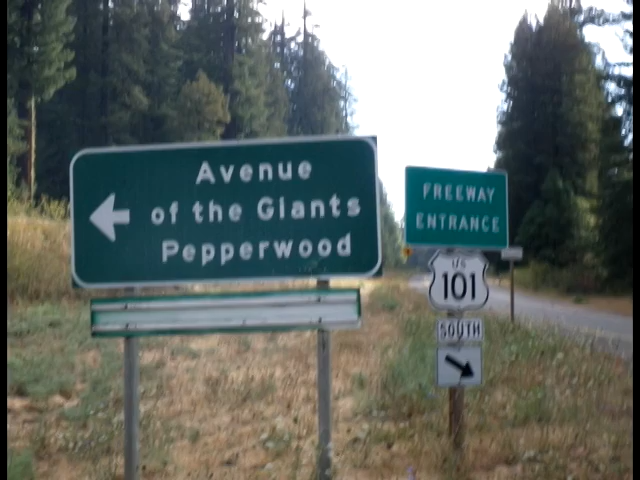 Avenue
of the Giants
Pepperwood
FREEWAY
ENTRANCE
US
101
SOUTH